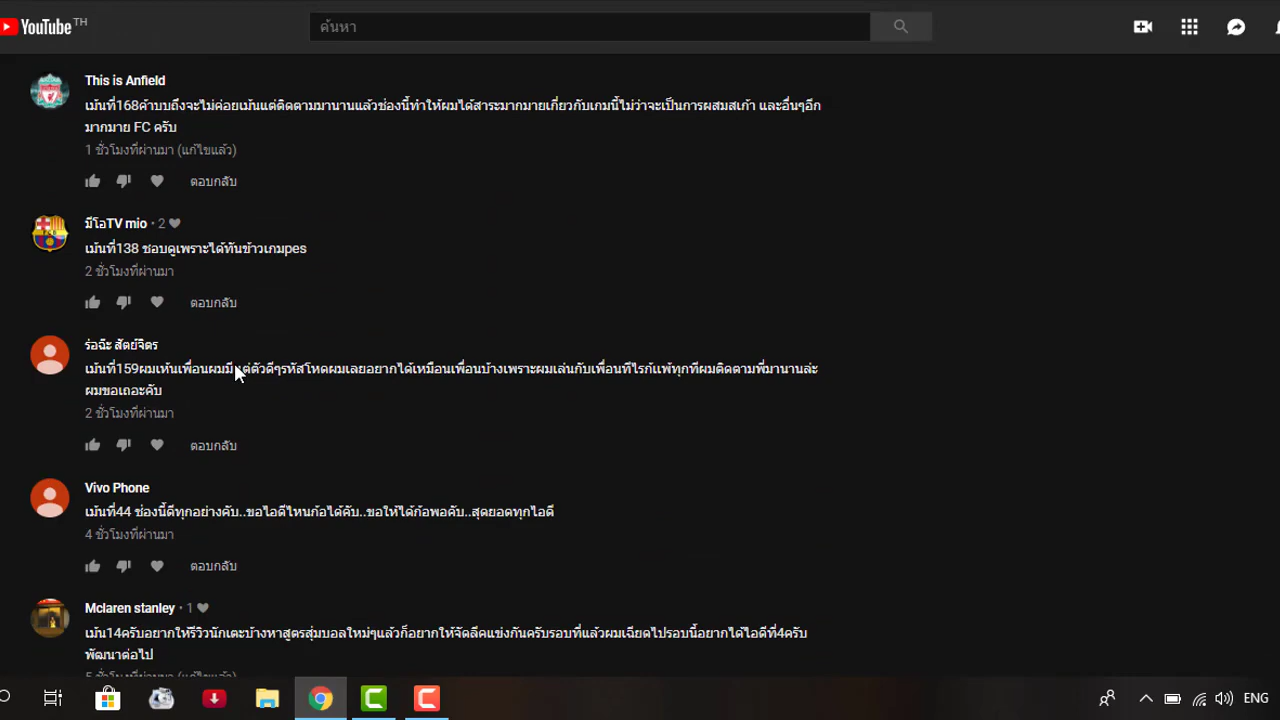 YouTube TH
ค้นหา
This is Anfield
เม้นที่168ค้าบบถึงจะไม่ค่อยเม้นแต่ติดตามมานานแล้วช่องนี้ทำให้ผมได้สาระมากมายเกี่ยวกับเกมนี้ไม่ว่าจะเป็นการผสมสเก้า และอื่นๆอีก
มากมาย FC ครับ
1 ชั่วโมงที่ผ่านมา (แก้ไขแล้ว)
ตอบกลับ
มีโอTV mio · 2
เม้นที่138 ชอบดูเพราะได้ทันข้าวเกมpes
2 ชั่วโมงที่ผ่านมา
ตอบกลับ
ร่อฉีะ สัตย์จิตร
เม้นที่159ผมเห้นเพื่อนผมมีแต่ตัวดีๆรหัสโหดผมเลยอยากได้เหมือนเพื่อนบ้างเพราะผมเล่นกับเพื่อนทีไรก้แพ้ทุกทีผมติดตามพี่มานานล่ะ
ผมขอเถอะคับ
2 ชั่วโมงที่ผ่านมา
ตอบกลับ
Vivo Phone
เม้นที่44 ช่องนี้ดีทุกอย่างคับ..ขอไอดีไหนก้อได้คับ..ขอให้ได้ก้อพอคับ..สุดยอดทุกไอดี
4 ชั่วโมงที่ผ่านมา
ตอบกลับ
Mclaren stanley · 1
เม้น14ครับอยากให้รีวิวนักเตะบ้างหาสูตรสุ่มบอลใหม่ๆแล้วก็อยากให้จัดลีคแข่งกันครับรอบที่แล้วผมเฉียดไปรอบนี้อยากได้ไอดีที่4ครับ
พัฒนาต่อไป
5 ชั่วโมงที่ผ่านมา (แก้ไขแล้ว)
ENG